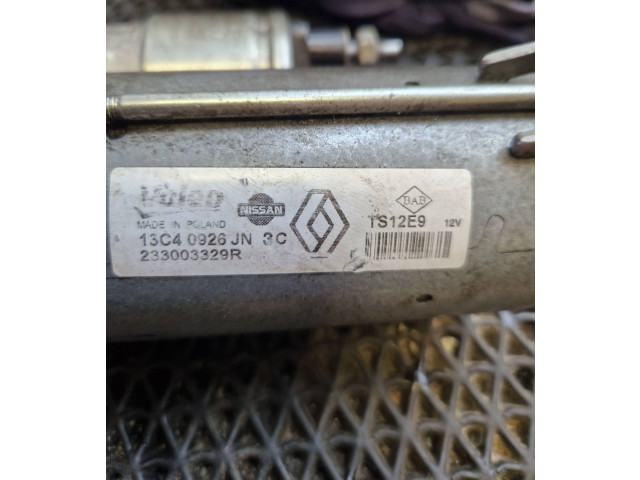 Valeo
NISSAN
BAB
MADE IN POLAND
TS12E9 12V
13C4 0926 JN 3C
233003329R